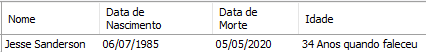 Nome
Data de
Nascimento
Data de
Morte
Idade
Jesse Sanderson 06/07/1985 05/05/2020 34 Anos quando faleceu